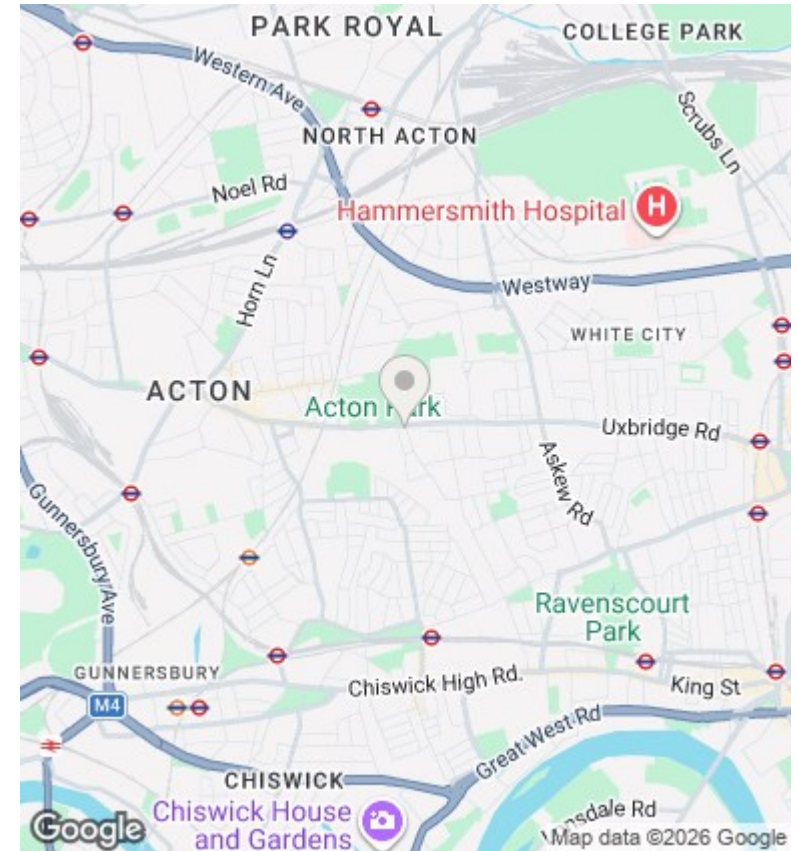 PARK ROYAL
COLLEGE PARK
Western Ave
Scrubs Ln
NORTH ACTON
Noel Rd
Hammersmith Hospital
H
Horn Ln
Westway
WHITE CITY
ACTON
Acton
Uxbridge Rd
Askew Rd
Gunnersbury Ave
Ravenscourt
Park
GUNNERSBURY
Chiswick High Rd.
King St
M4
Great West Rd
CHISWICK
Chiswick House
and Gardens
Rd
Google
Map data ©2026 Google